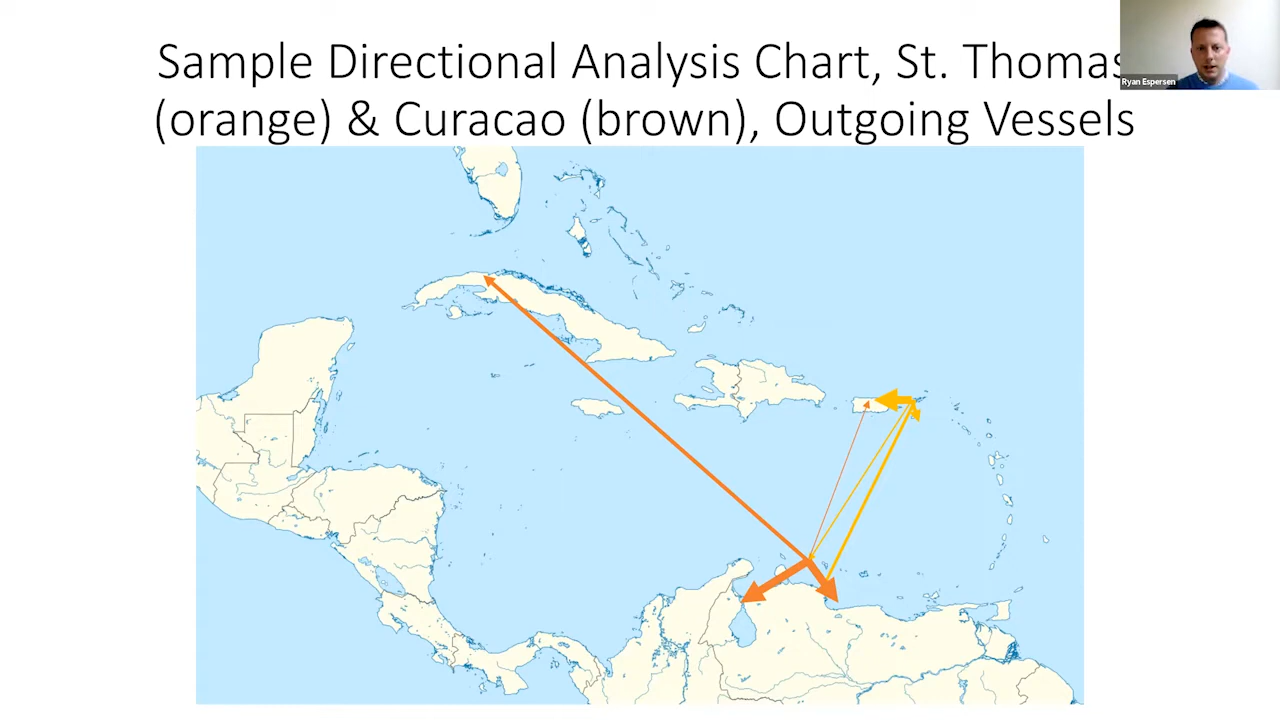 Sample Directional Analysis Chart, St. Thomas
(orange) & Curacao (brown), Outgoing Vessels
Ryan Espersen